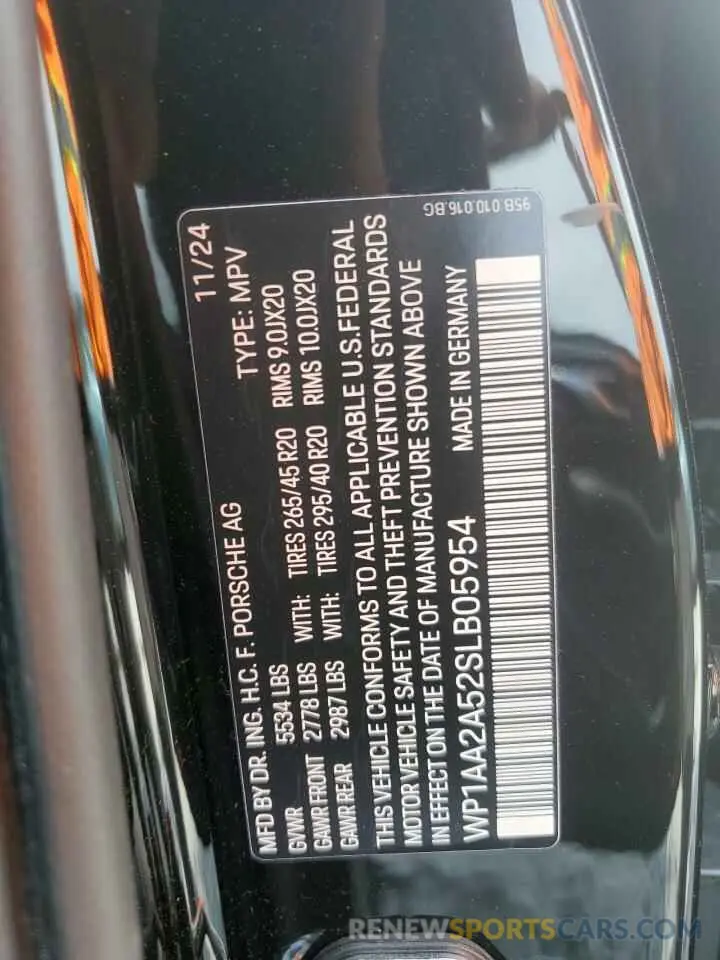 MFD BY DR. ING. H.C. F. PORSCHE AG 11/24
GVWR 5534 LBS TYPE: MPV
GAWR FRONT 2778 LBS WITH: TIRES 265/45 R20 RIMS 9.0JX20
GAWR REAR 2987 LBS WITH: TIRES 295/40 R20 RIMS 10.0JX20
THIS VEHICLE CONFORMS TO ALL APPLICABLE U.S.FEDERAL
MOTOR VEHICLE SAFETY AND THEFT PREVENTION STANDARDS
IN EFFECT ON THE DATE OF MANUFACTURE SHOWN ABOVE
WP1AA2A52SLB05954 MADE IN GERMANY
95B.010.016.BG
RENEWSPORTSCARS.COM